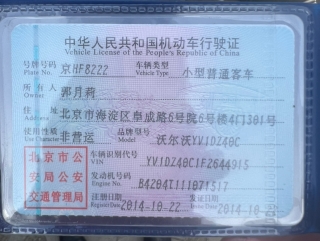 中华人民共和国机动车行驶证
Vehicle License of the People's Republic of China
号牌号码 京HF8222 车辆类型 小型普通客车
Plate No. Vehicle Type
所有人 郭月莉
Owner
住址 北京市海淀区阜成路6号院6号楼4门301号
Address
使用性质 非营运 品牌型号 沃尔沃YV1DZ40C
Use Character Model
北京市公安局公安交通管理局
车辆识别代号 YV1DZ40C1F2644915
VIN
发动机号码 B4204T111071517
Engine No.
注册日期 2014-10-22 发证日期 2014-10-22
Register Date Issue Date